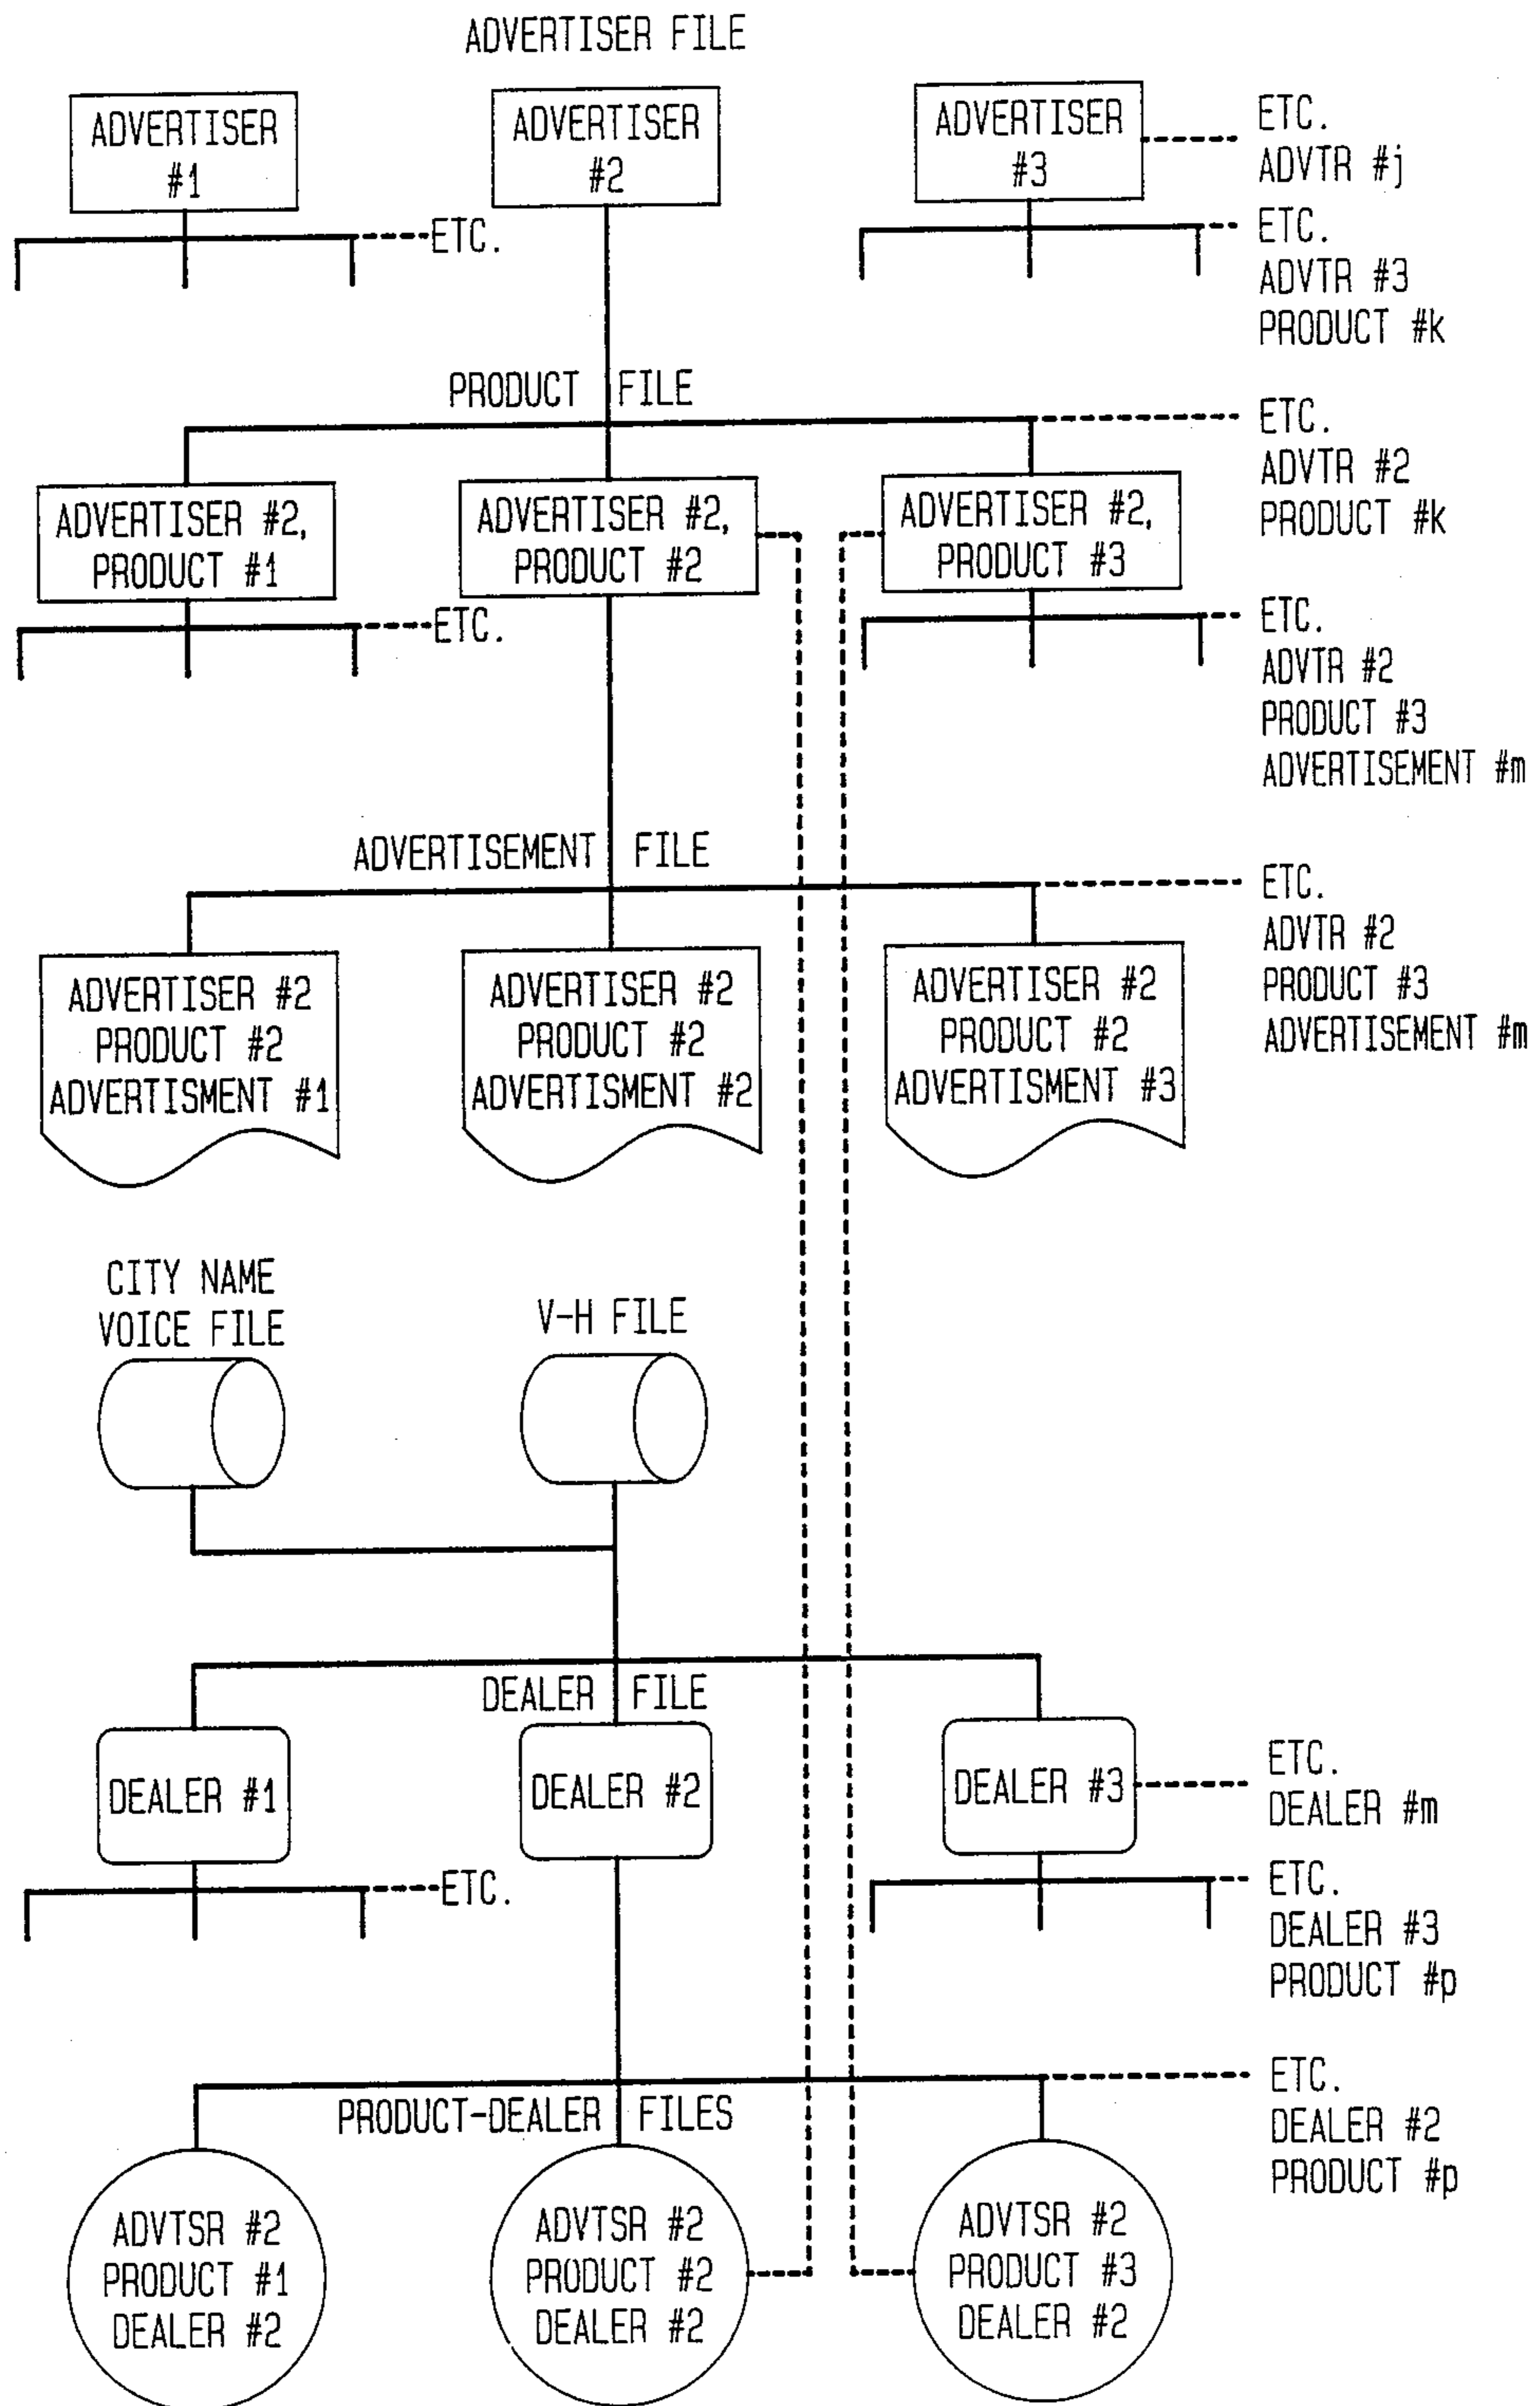 ADVERTISER FILE
ADVERTISER
#1
ADVERTISER
#2
ADVERTISER
#3
ETC.
ADVTR #j
ETC.
ETC.
ADVTR #3
PRODUCT #k
PRODUCT FILE
ETC.
ADVTR #2
PRODUCT #k
ADVERTISER #2,
PRODUCT #1
ADVERTISER #2,
PRODUCT #2
ADVERTISER #2,
PRODUCT #3
ETC.
ETC.
ADVTR #2
PRODUCT #3
ADVERTISEMENT #m
ADVERTISEMENT FILE
ETC.
ADVTR #2
PRODUCT #3
ADVERTISEMENT #m
ADVERTISER #2
PRODUCT #2
ADVERTISMENT #1
ADVERTISER #2
PRODUCT #2
ADVERTISMENT #2
ADVERTISER #2
PRODUCT #2
ADVERTISMENT #3
CITY NAME
VOICE FILE
V-H FILE
DEALER FILE
DEALER #1
DEALER #2
DEALER #3
ETC.
DEALER #m
ETC.
ETC.
DEALER #3
PRODUCT #p
PRODUCT-DEALER FILES
ETC.
DEALER #2
PRODUCT #p
ADVTSR #2
PRODUCT #1
DEALER #2
ADVTSR #2
PRODUCT #2
DEALER #2
ADVTSR #2
PRODUCT #3
DEALER #2